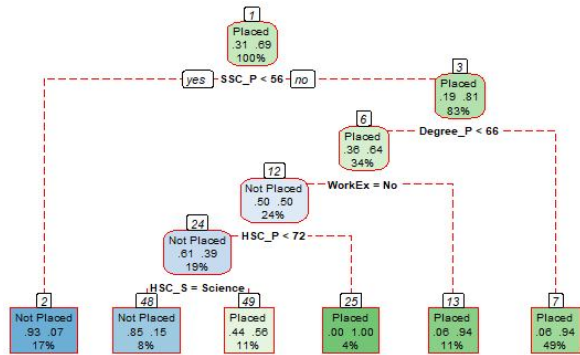 1
Placed
.31 .69
100%
yes SSC_P < 56 no
3
Placed
.19 .81
83%
6
Placed
.36 .64
34%
Degree_P < 66
12
Not Placed
.50 .50
24%
WorkEx = No
24
Not Placed
.61 .39
19%
HSC_P < 72
HSC_S = Science
2
Not Placed
.93 .07
17%
48
Not Placed
.85 .15
8%
49
Placed
.44 .56
11%
25
Placed
.00 1.00
4%
13
Placed
.06 .94
11%
7
Placed
.06 .94
49%